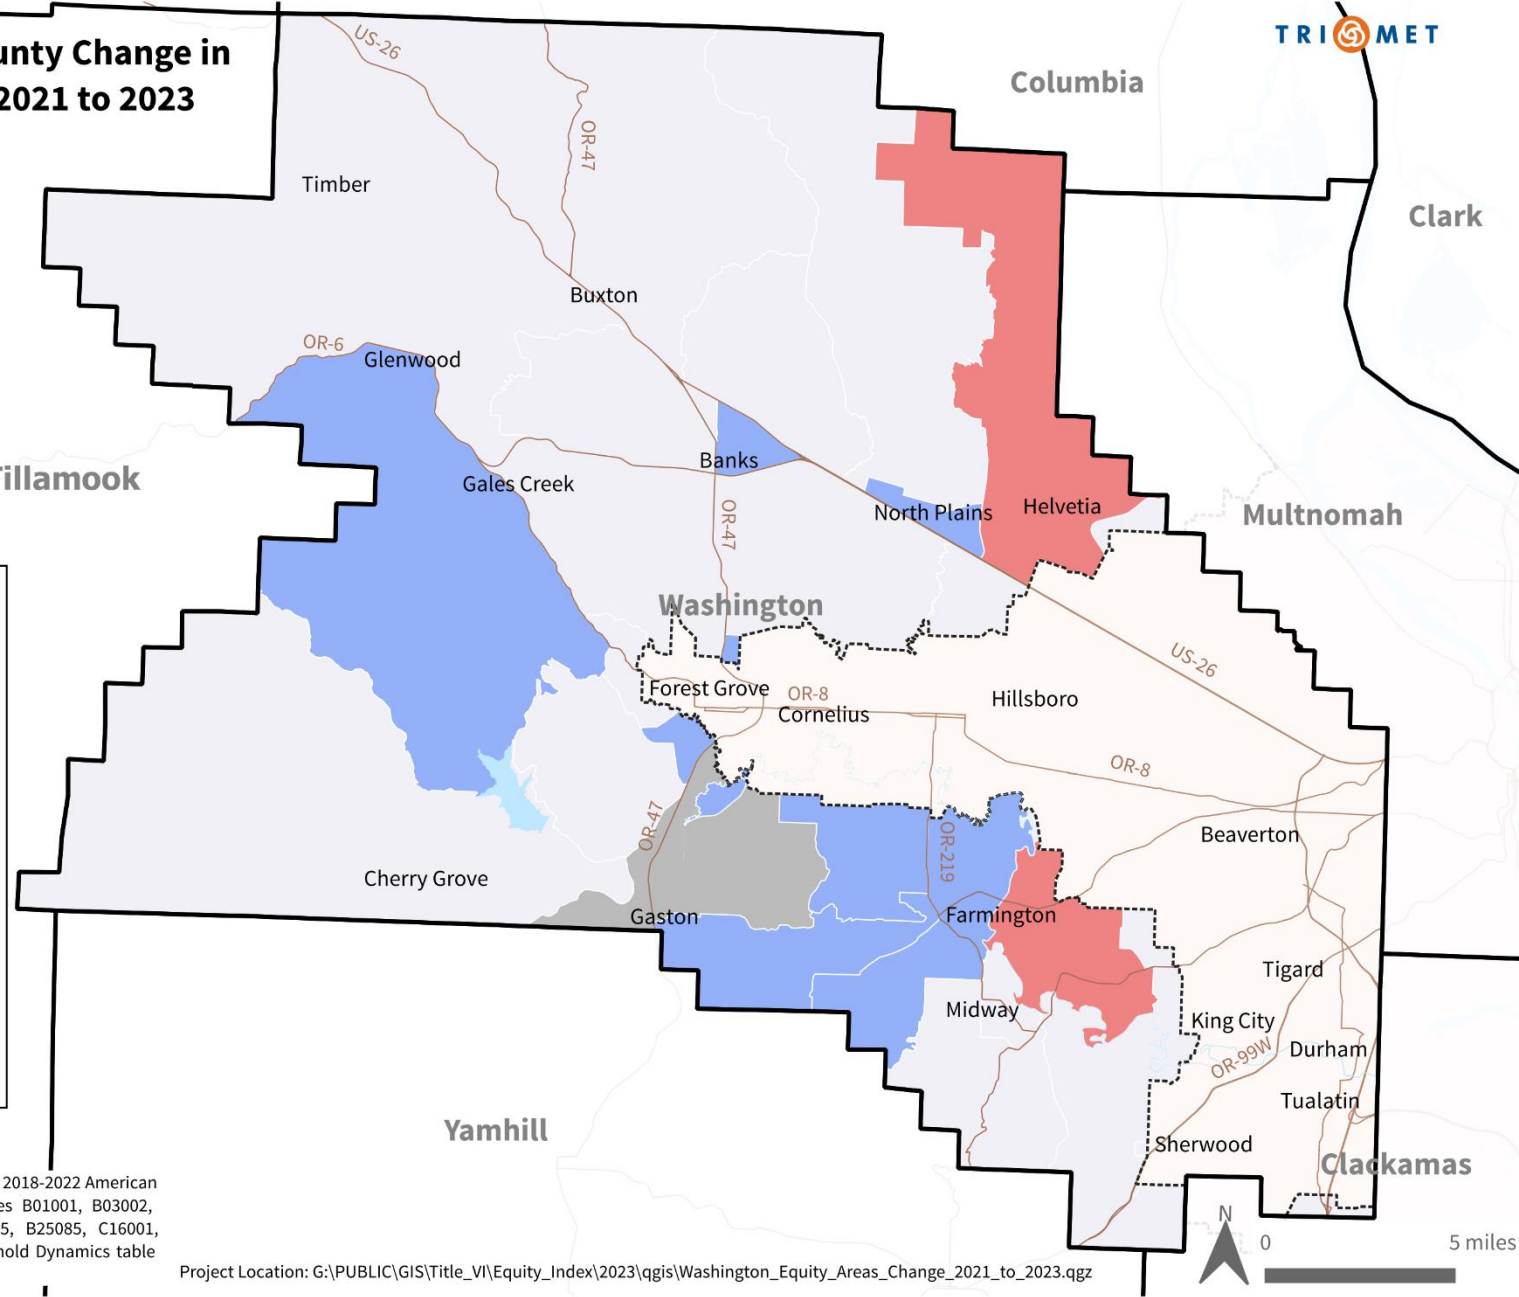 unty Change in
2021 to 2023
TRIMET
Columbia
Clark
US-26
OR-47
Timber
Buxton
OR-6
Glenwood
Banks
Gales Creek
Tillamook
North Plains
Helvetia
Multnomah
OR-47
Washington
US-26
Forest Grove
OR-8
Hillsboro
Cornelius
OR-8
OR-47
OR-219
Beaverton
Cherry Grove
Gaston
Farmington
Tigard
Midway
King City
Durham
OR-99W
Tualatin
Yamhill
Sherwood
Clackamas
2018-2022 American
es B01001, B03002,
5, B25085, C16001,
hold Dynamics table
N
0
5 miles
Project Location: G:\PUBLIC\GIS\Title_VI\Equity_Index\2023\qgis\Washington_Equity_Areas_Change_2021_to_2023.qgz